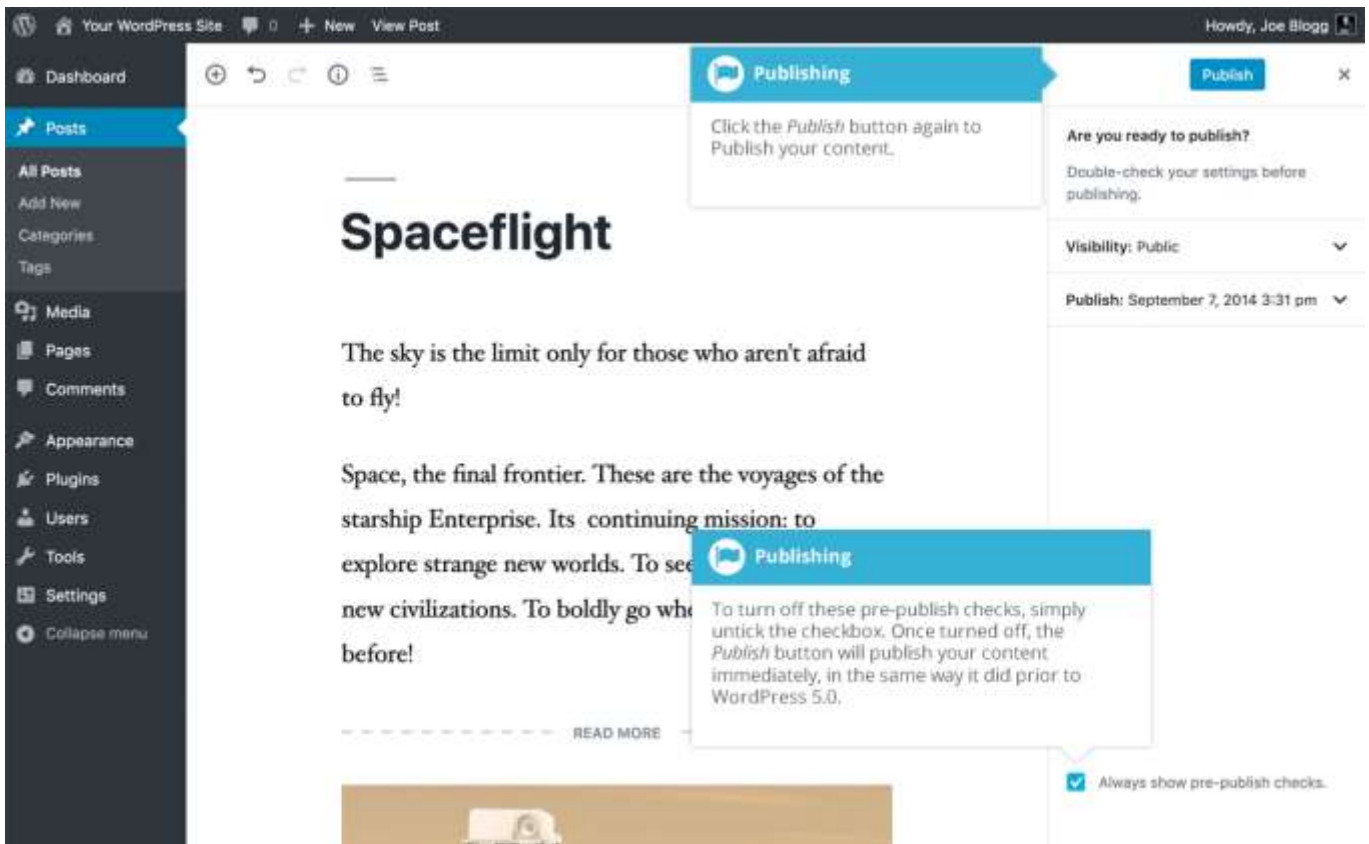 Your WordPress Site 0 + New View Post Howdy, Joe Blogg
Dashboard
Posts
All Posts
Add New
Categories
Tags
Media
Pages
Comments
Appearance
Plugins
Users
Tools
Settings
Collapse menu
Spaceflight
The sky is the limit only for those who aren't afraid
to fly!
Space, the final frontier. These are the voyages of the
starship Enterprise. Its continuing mission: to
explore strange new worlds. To see
new civilizations. To boldly go whe
before!
READ MORE
Publishing
Click the Publish button again to
Publish your content.
Publishing
To turn off these pre-publish checks, simply
untick the checkbox. Once turned off, the
Publish button will publish your content
immediately, in the same way it did prior to
WordPress 5.0.
Publish ×
Are you ready to publish?
Double-check your settings before
publishing.
Visibility: Public
Publish: September 7, 2014 3:31 pm
Always show pre-publish checks.